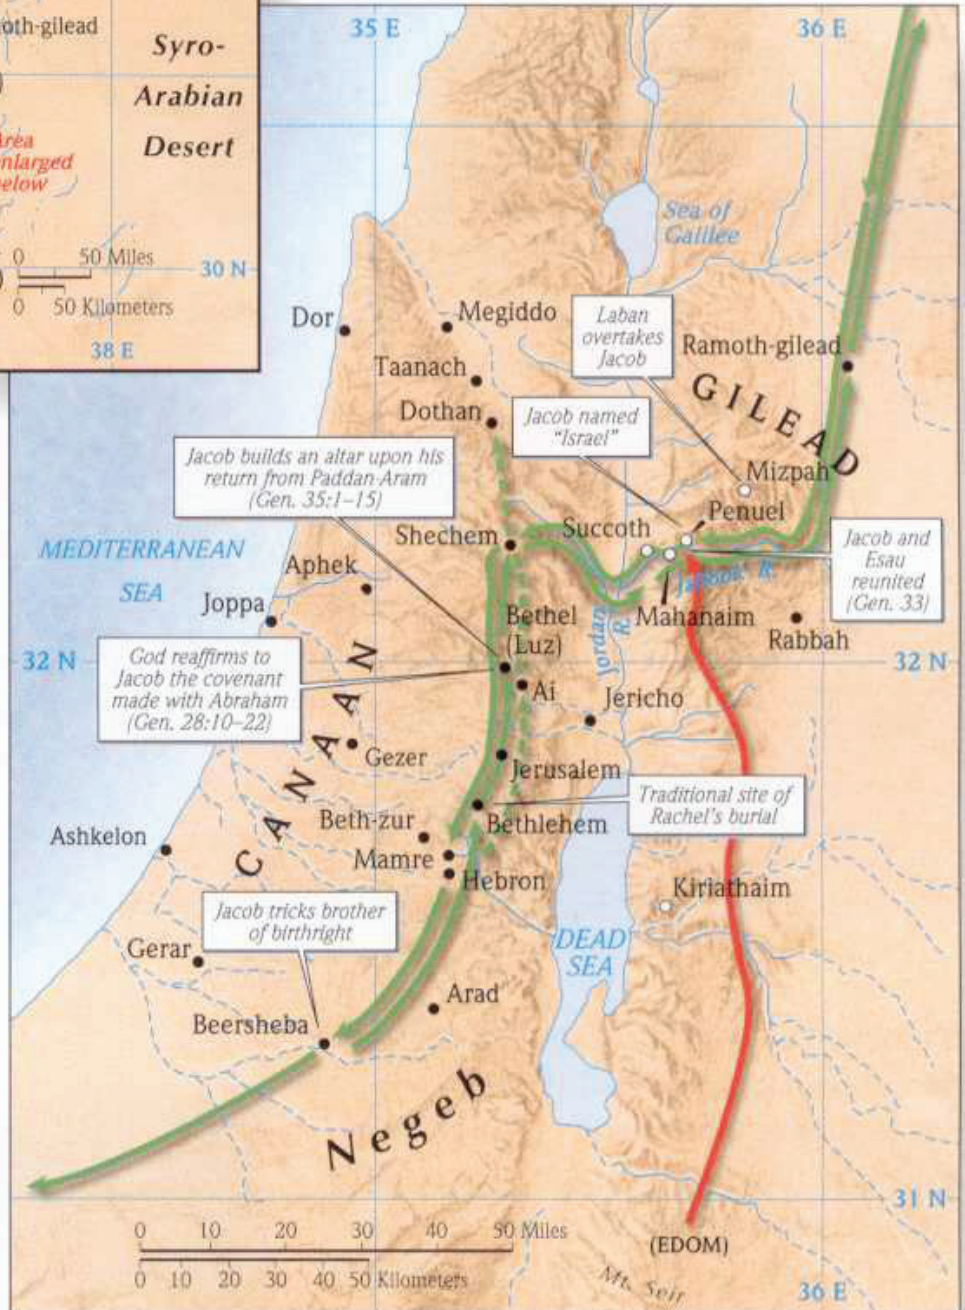 oth-gilead
Syro-
Arabian
Desert
Area
enlarged
below
0 50 Miles
0 50 Kilometers
30 N
38 E
35 E
36 E
Sea of
Galilee
Dor
Megiddo
Laban
overtakes
Jacob
Ramoth-gilead
Taanach
GILEAD
Dothan
Jacob named
"Israel"
Mizpah
Jacob builds an altar upon his
return from Paddan-Aram
(Gen. 35:1–15)
Penuel
Shechem
Succoth
MEDITERRANEAN
SEA
Jacob and
Esau
reunited
(Gen. 33)
Aphek
Jabbok R.
Joppa
Mahanaim
Bethel
(Luz)
Jordan
R.
Rabbah
32 N
32 N
God reaffirms to
Jacob the covenant
made with Abraham
(Gen. 28:10–22)
Ai
Jericho
CANAAN
Gezer
Jerusalem
Traditional site of
Rachel's burial
Beth-zur
Bethlehem
Ashkelon
Mamre
Hebron
Kiriathaim
Jacob tricks brother
of birthright
DEAD
SEA
Gerar
Arad
Beersheba
Negeb
31 N
0 10 20 30 40 50 Miles
(EDOM)
0 10 20 30 40 50 Kilometers
Mt. Seir
36 E